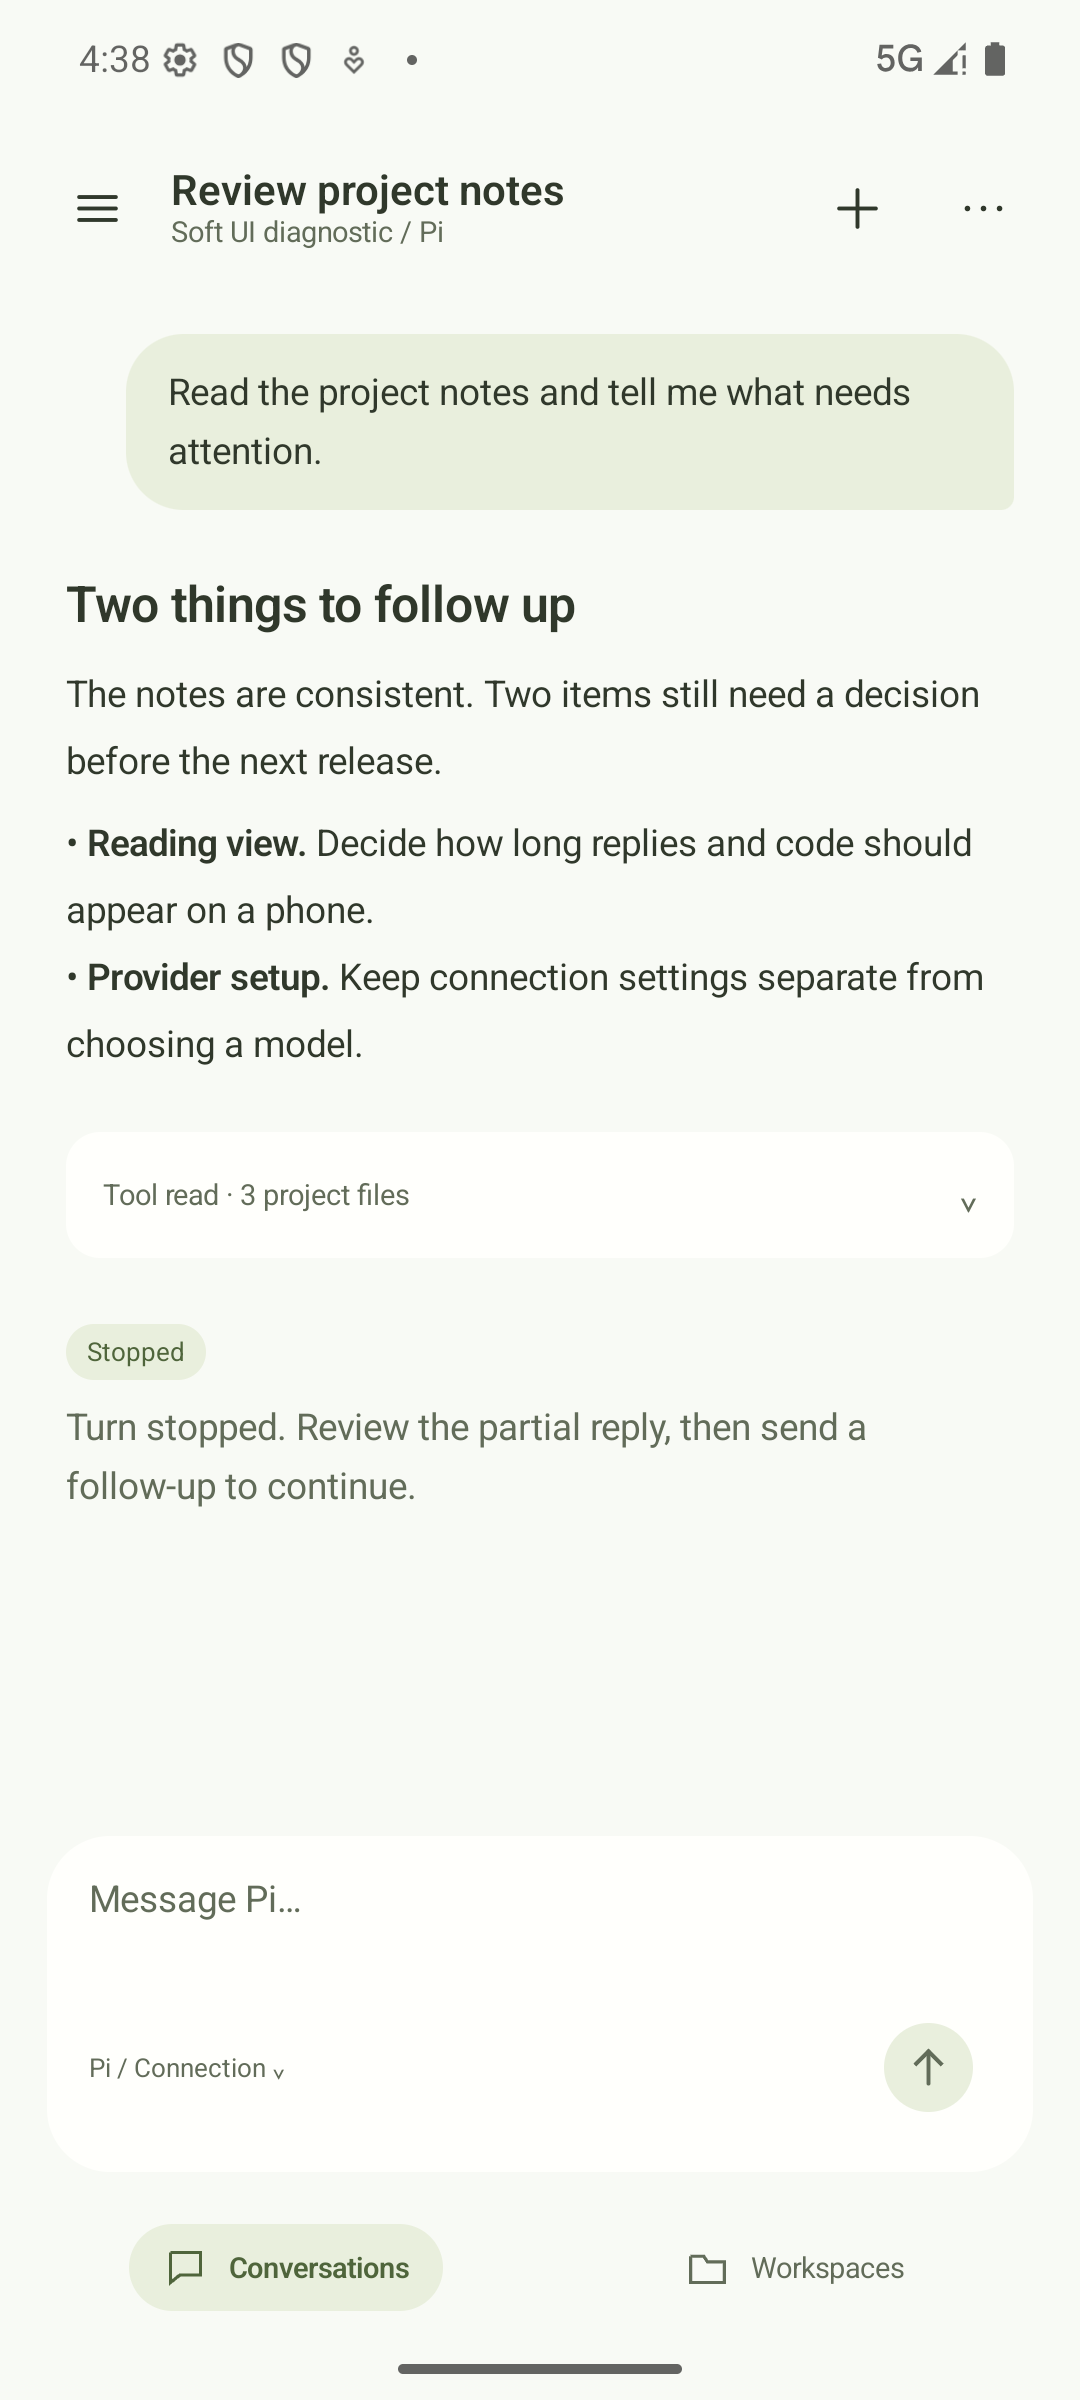 4:38
5G
Review project notes
Soft UI diagnostic / Pi
Read the project notes and tell me what needs
attention.
Two things to follow up
The notes are consistent. Two items still need a decision
before the next release.
• Reading view. Decide how long replies and code should
appear on a phone.
• Provider setup. Keep connection settings separate from
choosing a model.
Tool read · 3 project files
Stopped
Turn stopped. Review the partial reply, then send a
follow-up to continue.
Message Pi…
Pi / Connection
Conversations
Workspaces